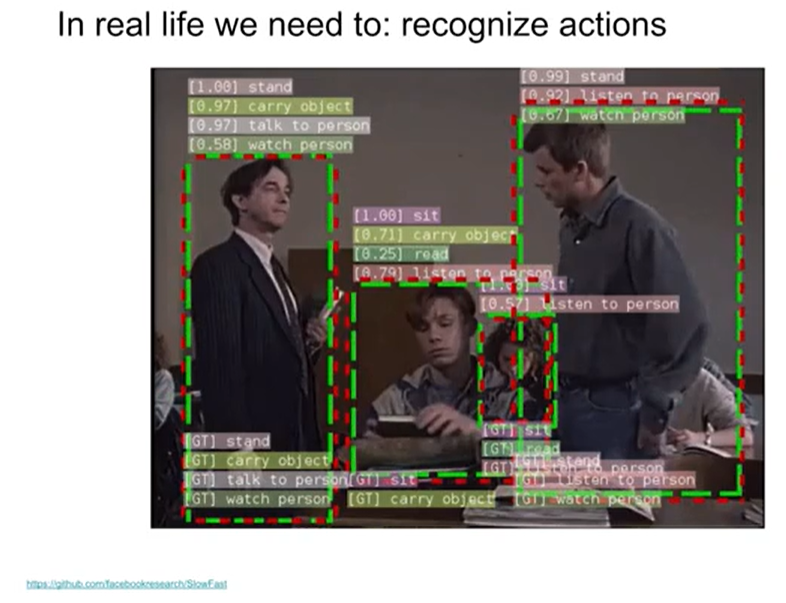 In real life we need to: recognize actions
[1.00] stand
[0.97] carry object
[0.97] talk to person
[0.58] watch person
[0.99] stand
[0.92] listen to person
[0.67] watch person
[1.00] sit
[0.71] carry object
[0.25] read
[0.79] listen to person
sit
[0.57] listen to person
[GT] stand
[GT] carry object
[GT] talk to person
[GT] watch person
[GT] sit
[GT] carry object
[GT] sit
[GT] read
[GT] listen to person
[GT] stand
[GT] listen to person
[GT] watch person
https://github.com/facebookresearch/SlowFast